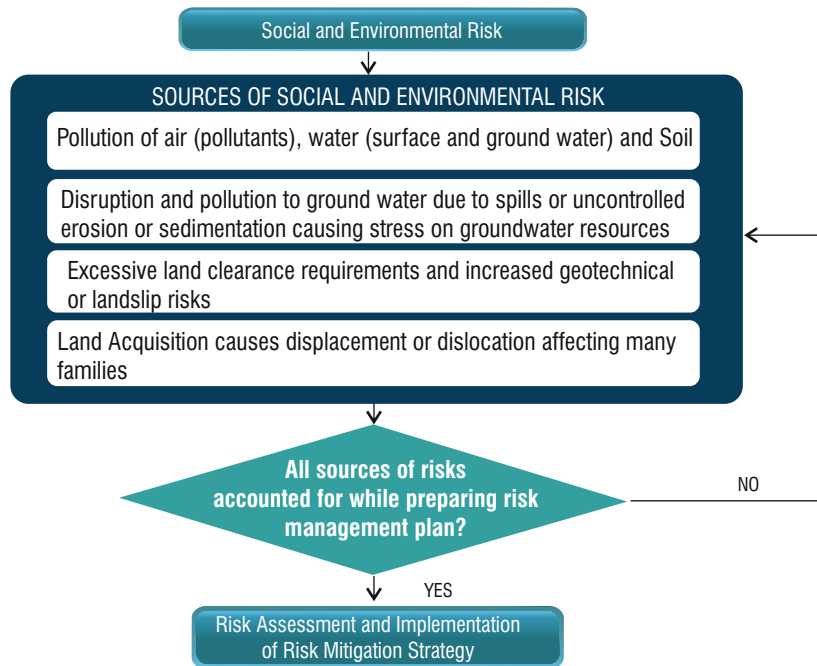 Social and Environmental Risk
SOURCES OF SOCIAL AND ENVIRONMENTAL RISK
Pollution of air (pollutants), water (surface and ground water) and Soil
Disruption and pollution to ground water due to spills or uncontrolled
erosion or sedimentation causing stress on groundwater resources
Excessive land clearance requirements and increased geotechnical
or landslip risks
Land Acquisition causes displacement or dislocation affecting many
families
All sources of risks
accounted for while preparing risk
management plan?
NO
YES
Risk Assessment and Implementation
of Risk Mitigation Strategy